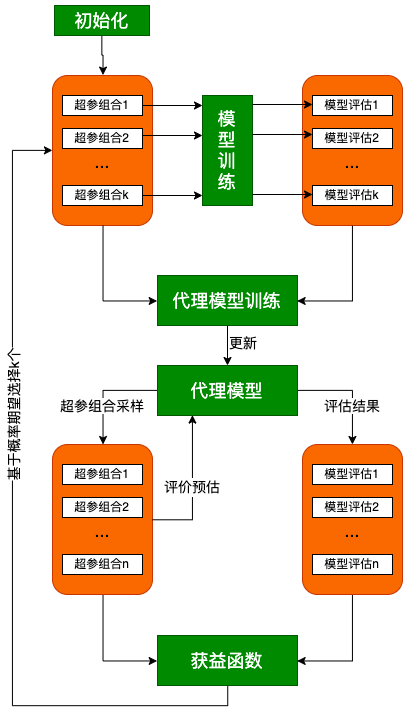 初始化
超参组合1
超参组合2
...
超参组合k
模型训练
模型评估1
模型评估2
...
模型评估k
代理模型训练
更新
代理模型
超参组合采样
评估结果
基于概率期望选择k个
超参组合1
超参组合2
...
超参组合n
评价预估
模型评估1
模型评估2
...
模型评估n
获益函数